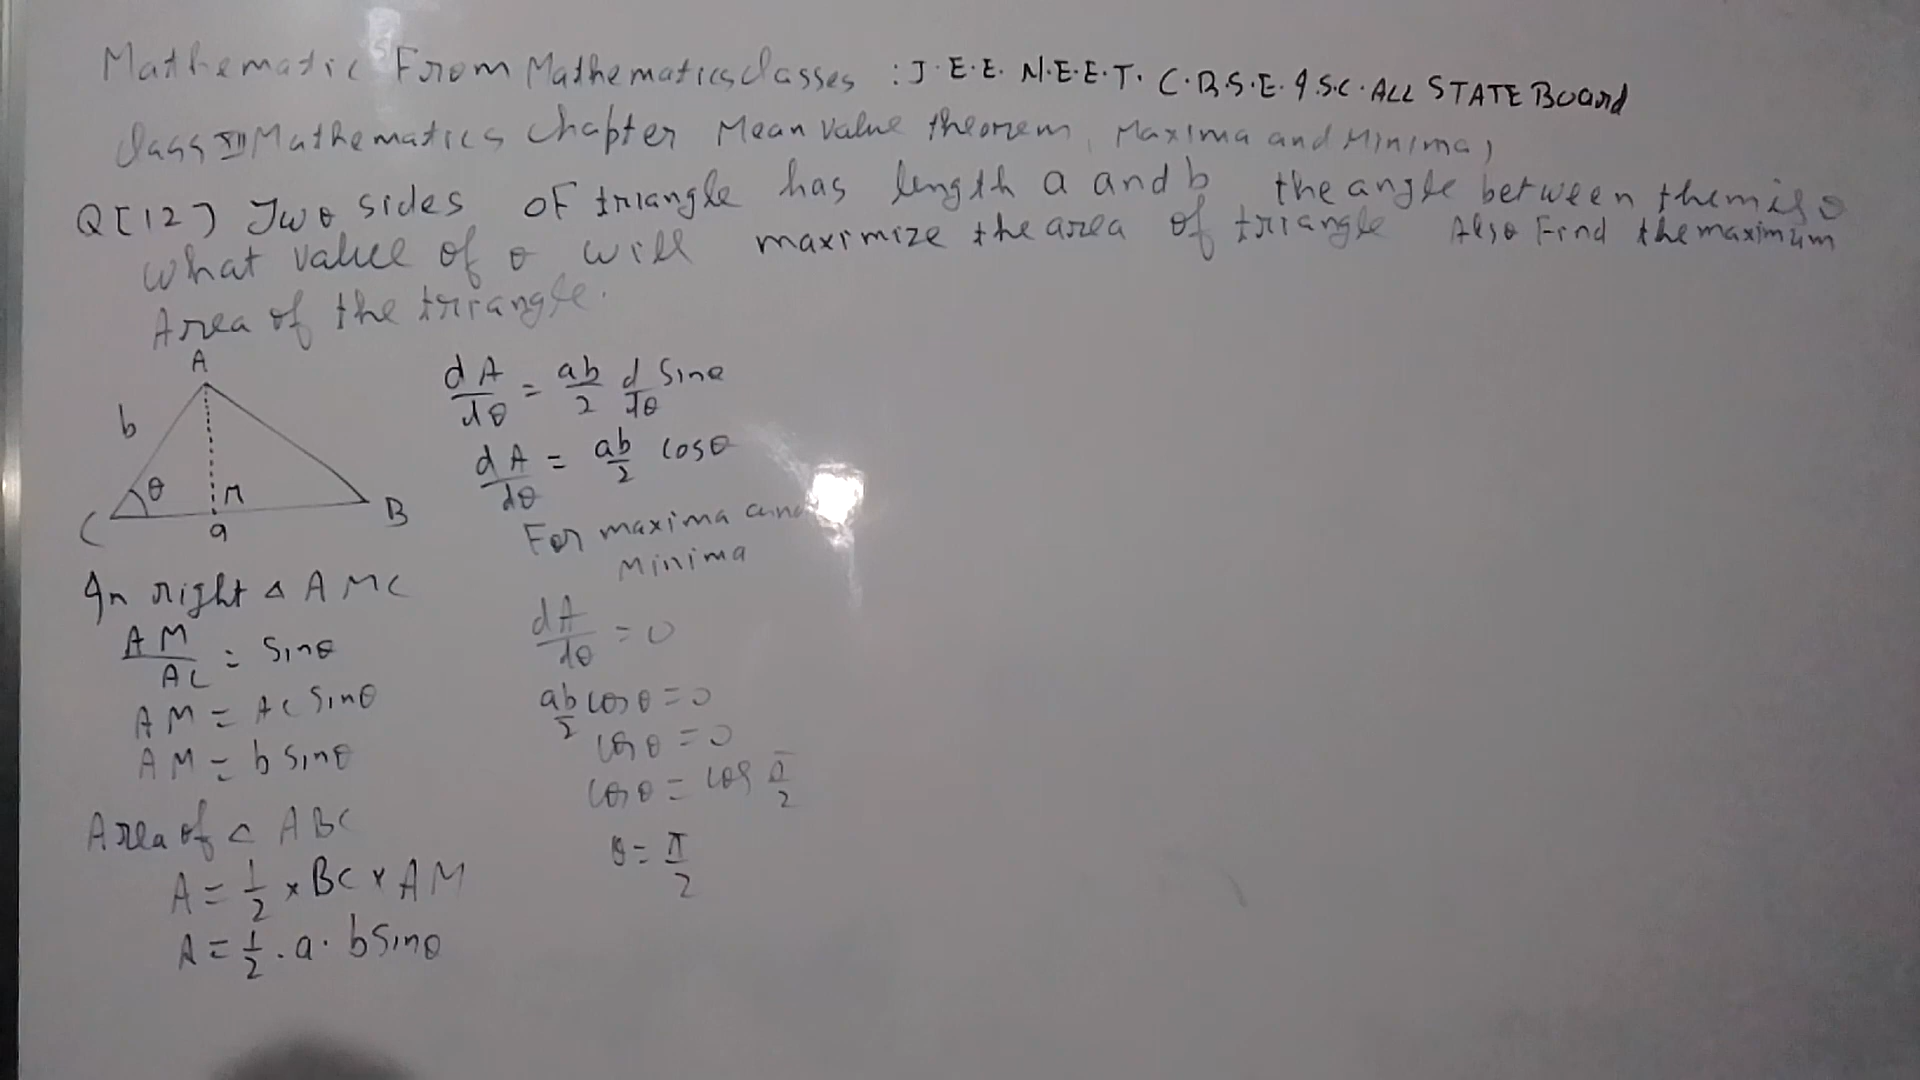 Mathematics From Mathematics classes : J.E.E. N.E.E.T. C.B.S.E. I.S.C. ALL STATE Board
Class XII Mathematics chapter Mean value theorem, Maxima and Minima,
Q[12] Two sides of triangle has length a and b the angle between them is θ
what value of θ will maximize the area of triangle Also Find the maximum
Area of the triangle.
A
b
θ
M
C
a
B
In right △ AMC
AM/AC = Sinθ
AM = AC Sinθ
AM = b Sinθ
Area of △ ABC
A = 1/2 × BC × AM
A = 1/2 . a . b Sinθ
dA/dθ = ab/2 d/dθ Sinθ
dA/dθ = ab/2 cosθ
For maxima and
minima
dA/dθ = 0
ab/2 cosθ = 0
cosθ = 0
cosθ = cos π/2
θ = π/2